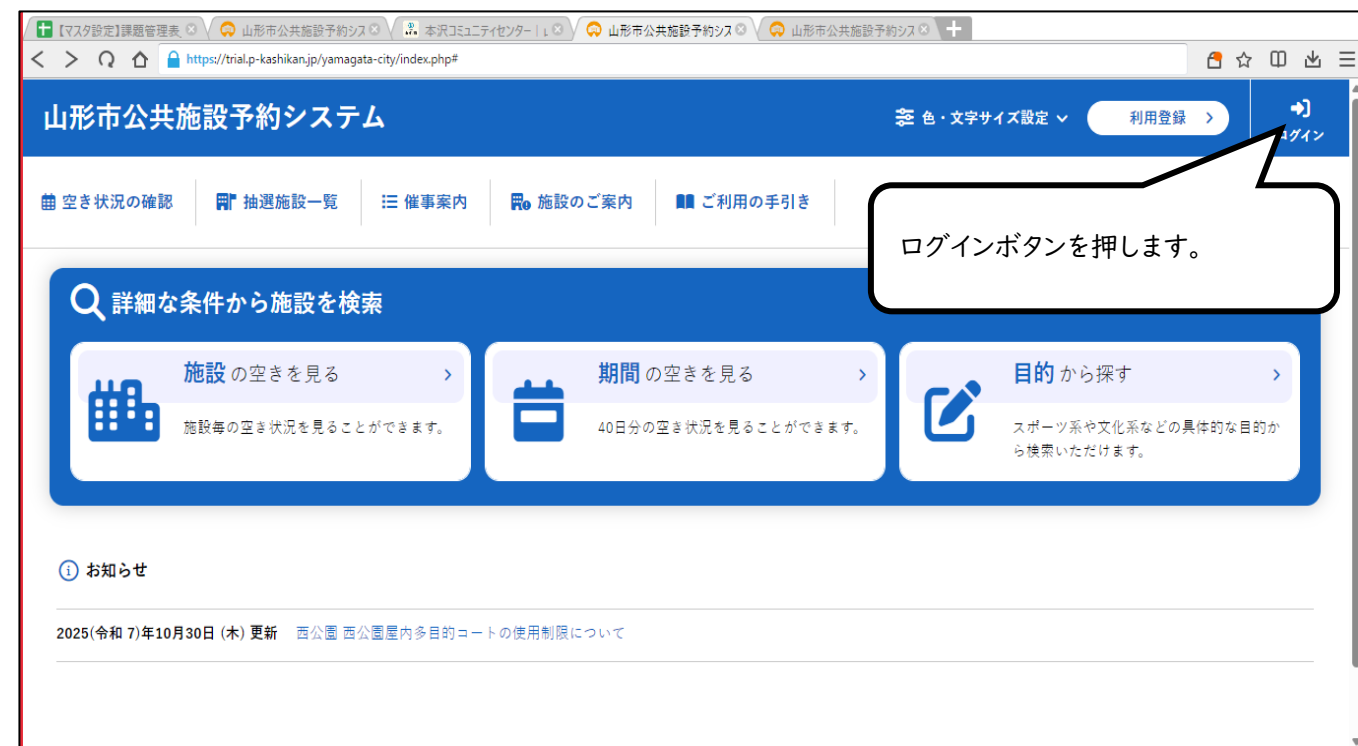 【マスタ設定】課題管理表
山形市公共施設予約シス
本沢コミュニティセンター | L
山形市公共施設予約シス
山形市公共施設予約シス
https://trial.p-kashikan.jp/yamagata-city/index.php#
山形市公共施設予約システム
色・文字サイズ設定
利用登録
ログイン
空き状況の確認
抽選施設一覧
催事案内
施設のご案内
ご利用の手引き
ログインボタンを押します。
詳細な条件から施設を検索
施設 の空きを見る
施設毎の空き状況を見ることができます。
期間 の空きを見る
40日分の空き状況を見ることができます。
目的 から探す
スポーツ系や文化系などの具体的な目的か
ら検索いただけます。
お知らせ
2025(令和 7)年10月30日 (木) 更新 西公園 西公園屋内多目的コートの使用制限について